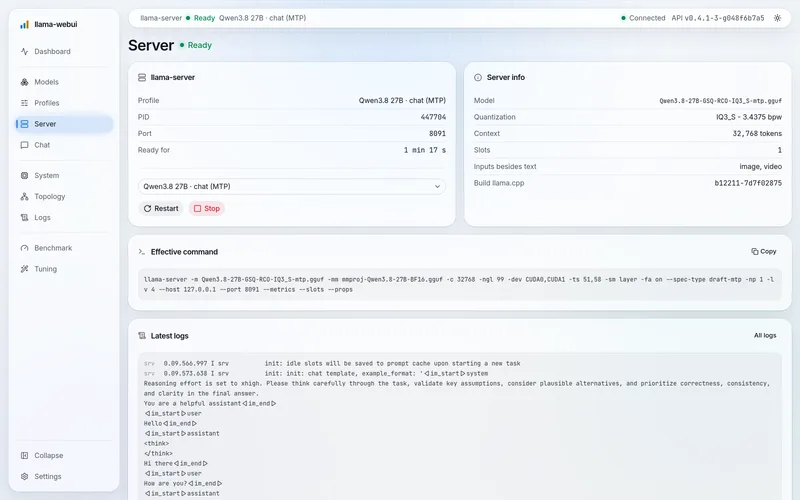 llama-webui
Dashboard
Models
Profiles
Server
Chat
System
Topology
Logs
Benchmark
Tuning
Collapse
Settings
llama-server Ready Qwen3.8 27B · chat (MTP)
Connected API v0.4.1-3-g048f6b7a5
Server Ready
llama-server
Profile Qwen3.8 27B · chat (MTP)
PID 447704
Port 8091
Ready for 1 min 17 s
Qwen3.8 27B · chat (MTP)
Restart Stop
Server info
Model Qwen3.8-27B-GSQ-RCO-IQ3_S-mtp.gguf
Quantization IQ3_S · 3.4375 bpw
Context 32,768 tokens
Slots 1
Inputs besides text image, video
Build llama.cpp b12211-7d7f02875
Effective command Copy
llama-server -m Qwen3.8-27B-GSQ-RCO-IQ3_S-mtp.gguf -mm mmproj-Qwen3.8-27B-BF16.gguf -c 32768 -ngl 99 -dev CUDA0,CUDA1 -ts 51,58 -sm layer -fa on --spec-type draft-mtp -np 1 -l
v 4 --host 127.0.0.1 --port 8091 --metrics --slots --props
Latest logs All logs
srv 0.09.566.997 I srv init: idle slots will be saved to prompt cache upon starting a new task
srv 0.09.573.638 I srv init: init: chat template, example_format: '<|im_start|>system
Reasoning effort is set to xhigh. Please think carefully through the task, validate key assumptions, consider plausible alternatives, and prioritize correctness, consistency,
and clarity in the final answer.
You are a helpful assistant<|im_end|>
<|im_start|>user
Hello<|im_end|>
<|im_start|>assistant
<think>
</think>
Hi there<|im_end|>
<|im_start|>user
How are you?<|im_end|>
<|im_start|>assistant